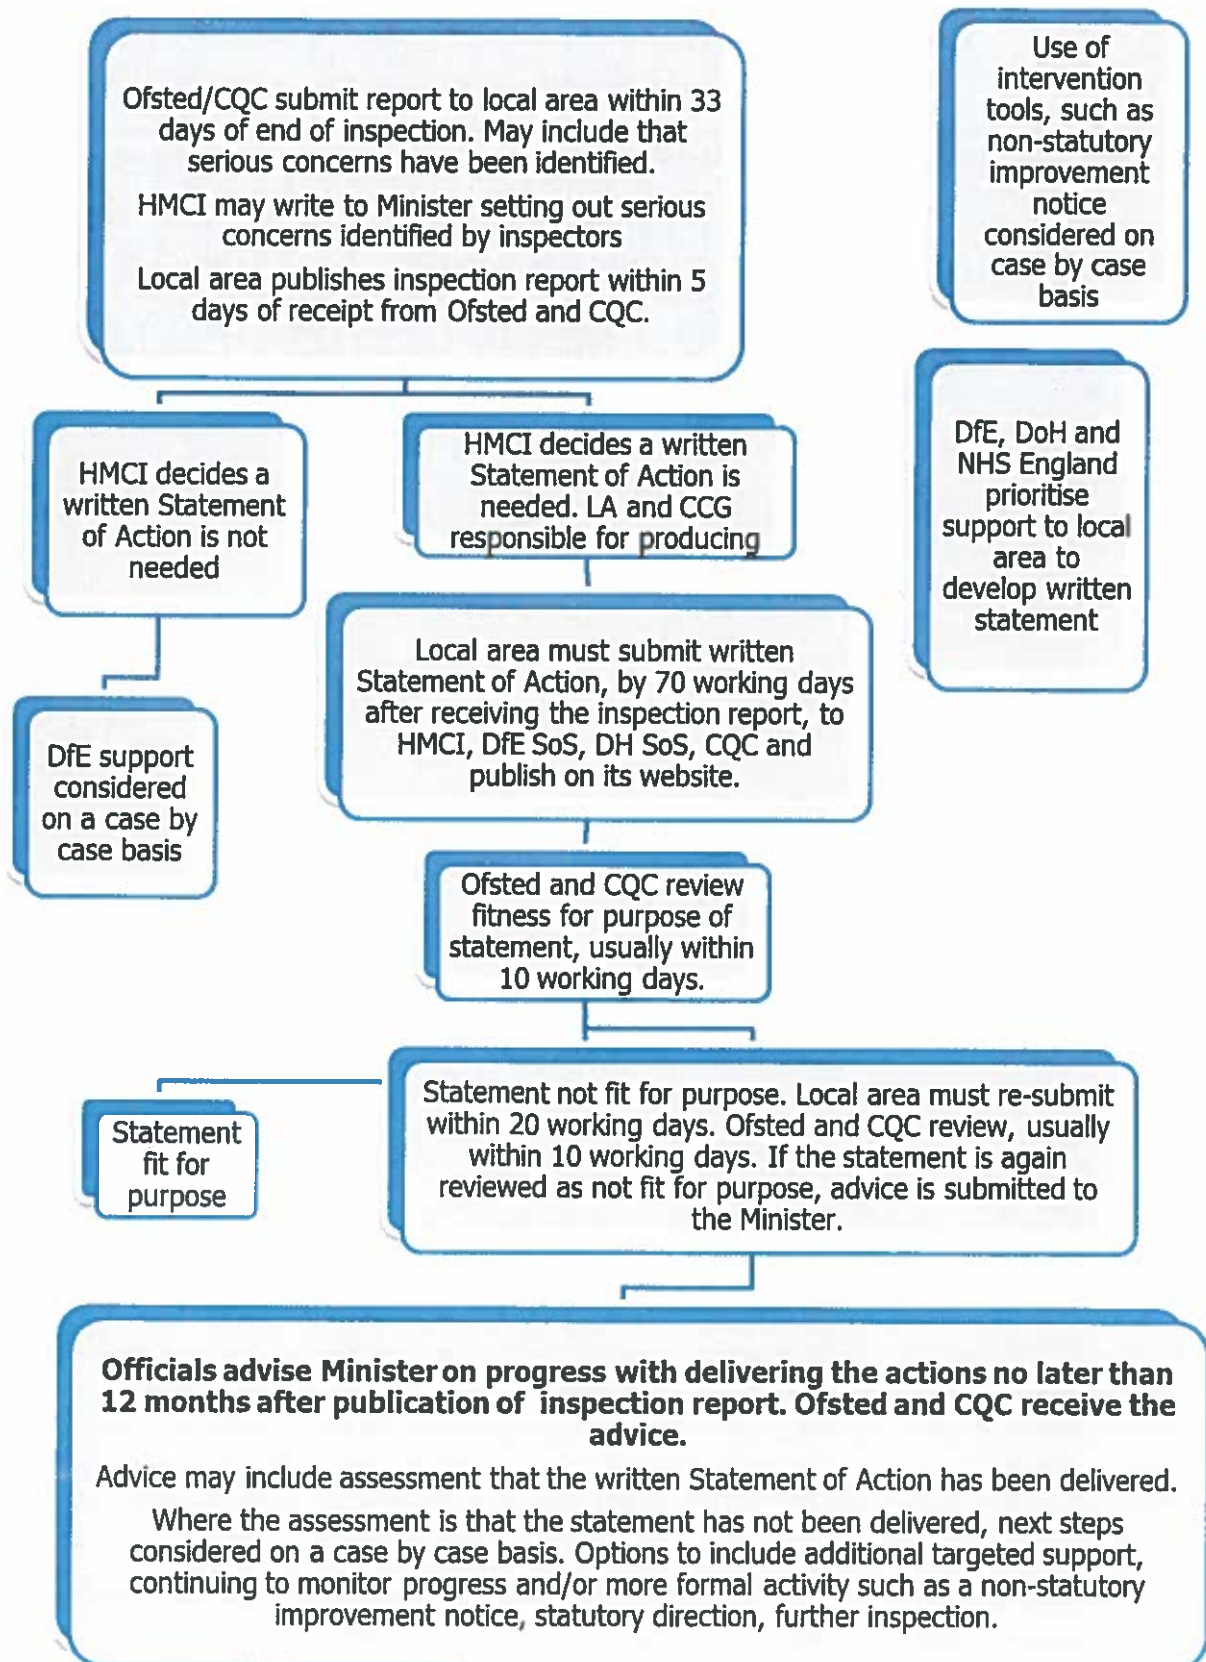 Ofsted/CQC submit report to local area within 33
days of end of inspection. May include that
serious concerns have been identified.
HMCI may write to Minister setting out serious
concerns identified by inspectors
Local area publishes inspection report within 5
days of receipt from Ofsted and CQC.
Use of
intervention
tools, such as
non-statutory
improvement
notice
considered on
case by case
basis
HMCI decides a
written Statement
of Action is not
needed
HMCI decides a written
Statement of Action is
needed. LA and CCG
responsible for producing
DfE, DoH and
NHS England
prioritise
support to local
area to
develop written
statement
Local area must submit written
Statement of Action, by 70 working days
after receiving the inspection report, to
HMCI, DfE SoS, DH SoS, CQC and
publish on its website.
DfE support
considered
on a case by
case basis
Ofsted and CQC review
fitness for purpose of
statement, usually within
10 working days.
Statement
fit for
purpose
Statement not fit for purpose. Local area must re-submit
within 20 working days. Ofsted and CQC review, usually
within 10 working days. If the statement is again
reviewed as not fit for purpose, advice is submitted to
the Minister.
Officials advise Minister on progress with delivering the actions no later than
12 months after publication of inspection report. Ofsted and CQC receive the
advice.
Advice may include assessment that the written Statement of Action has been delivered.
Where the assessment is that the statement has not been delivered, next steps
considered on a case by case basis. Options to include additional targeted support,
continuing to monitor progress and/or more formal activity such as a non-statutory
improvement notice, statutory direction, further inspection.